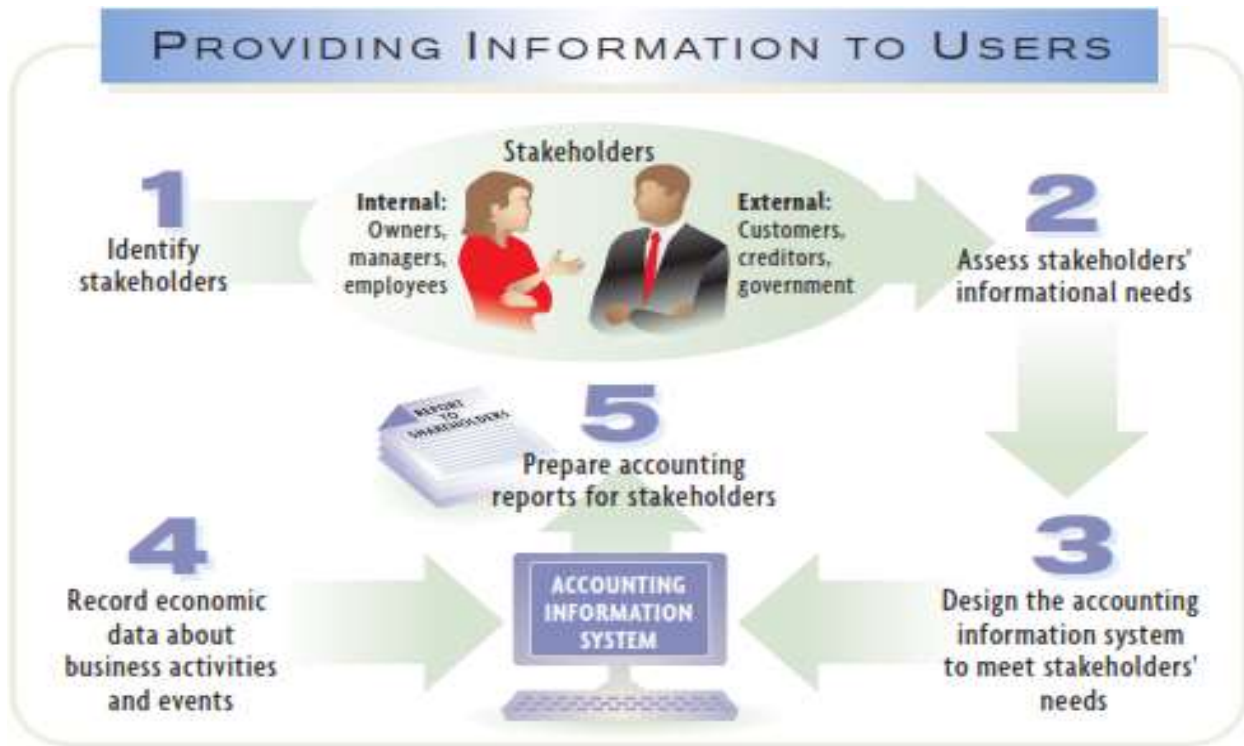 PROVIDING INFORMATION TO USERS
1
Identify
stakeholders
Stakeholders
Internal:
Owners,
managers,
employees
External:
Customers,
creditors,
government
2
Assess stakeholders'
informational needs
3
Design the accounting
information system
to meet stakeholders'
needs
4
Record economic
data about
business activities
and events
ACCOUNTING
INFORMATION
SYSTEM
5
Prepare accounting
reports for stakeholders
REPORT
TO
SHAREHOLDERS